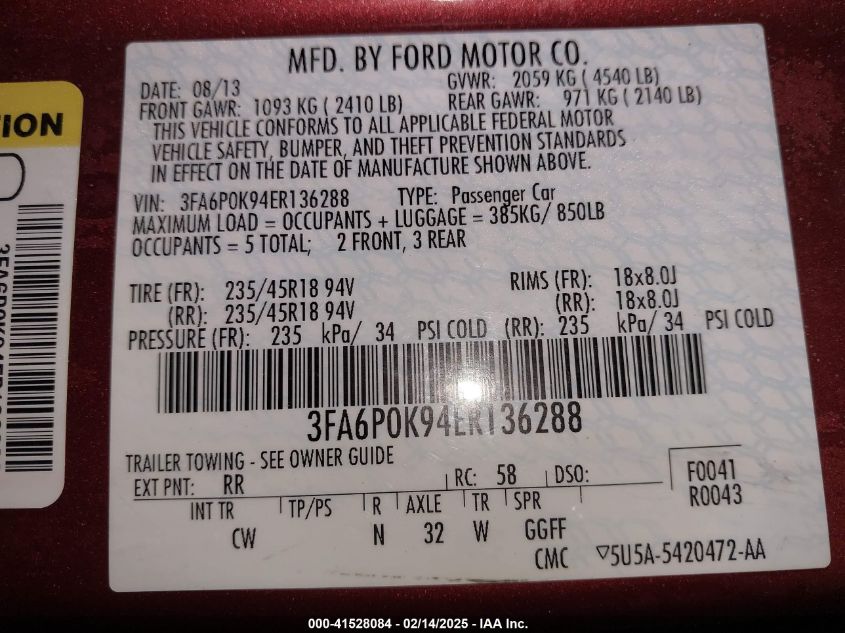 MFD. BY FORD MOTOR CO.
DATE: 08/13 GVWR: 2059 KG ( 4540 LB)
FRONT GAWR: 1093 KG ( 2410 LB) REAR GAWR: 971 KG ( 2140 LB)
THIS VEHICLE CONFORMS TO ALL APPLICABLE FEDERAL MOTOR
VEHICLE SAFETY, BUMPER, AND THEFT PREVENTION STANDARDS
IN EFFECT ON THE DATE OF MANUFACTURE SHOWN ABOVE.
VIN: 3FA6P0K94ER136288 TYPE: Passenger Car
MAXIMUM LOAD = OCCUPANTS + LUGGAGE = 385KG/ 850LB
OCCUPANTS = 5 TOTAL; 2 FRONT, 3 REAR
TIRE (FR): 235/45R18 94V RIMS (FR): 18x8.0J
(RR): 235/45R18 94V (RR): 18x8.0J
PRESSURE (FR): 235 kPa/ 34 PSI COLD (RR): 235 kPa/ 34 PSI COLD
3FA6P0K94ER136288
TRAILER TOWING - SEE OWNER GUIDE
EXT PNT: RR RC: 58 DSO: F0041
R0043
INT TR TP/PS R AXLE TR SPR
CW N 32 W GGFF
CMC ▽5U5A-5420472-AA
TION
000-41528084 - 02/14/2025 - IAA Inc.